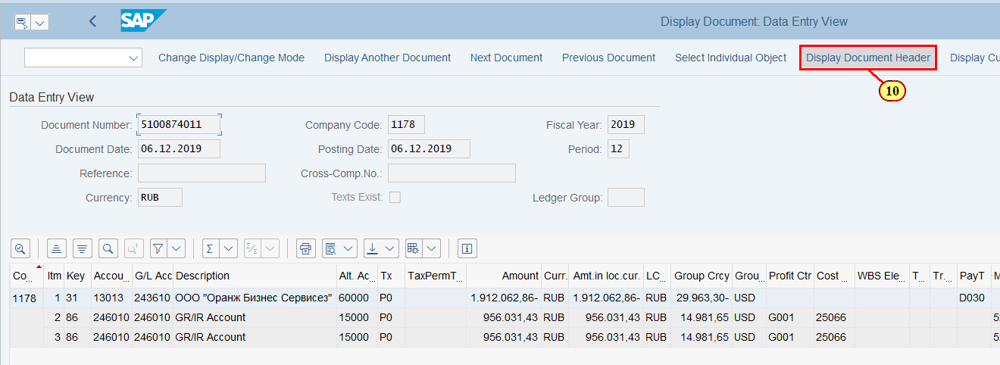 SAP Display Document: Data Entry View
Change Display/Change Mode Display Another Document Next Document Previous Document Select Individual Object Display Document Header Display Cu
10
Data Entry View
Document Number: 5100874011 Company Code: 1178 Fiscal Year: 2019
Document Date: 06.12.2019 Posting Date: 06.12.2019 Period: 12
Reference: Cross-Comp.No.:
Currency: RUB Texts Exist: Ledger Group:
Co... Itm Key Accou... G/L Acc Description Alt. Ac... Tx TaxPermT... Amount Curr. Amt.in loc.cur. LC... Group Crcy Grou... Profit Ctr Cost ... WBS Ele... T... Tr... PayT M
1178 1 31 13013 243610 ООО "Оранж Бизнес Сервисез" 60000 P0 1.912.062,86- RUB 1.912.062,86- RUB 29.963,30- USD D030
2 86 246010 246010 GR/IR Account 15000 P0 956.031,43 RUB 956.031,43 RUB 14.981,65 USD G001 25066 5
3 86 246010 246010 GR/IR Account 15000 P0 956.031,43 RUB 956.031,43 RUB 14.981,65 USD G001 25066 5